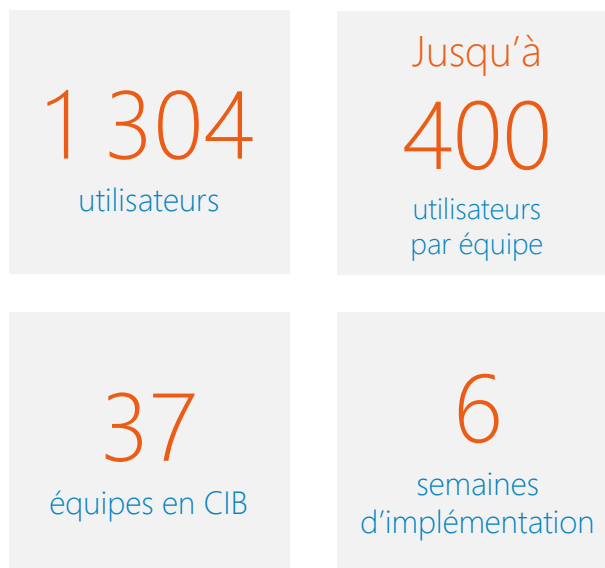 1 304
utilisateurs
Jusqu’à
400
utilisateurs
par équipe
37
équipes en CIB
6
semaines
d’implémentation